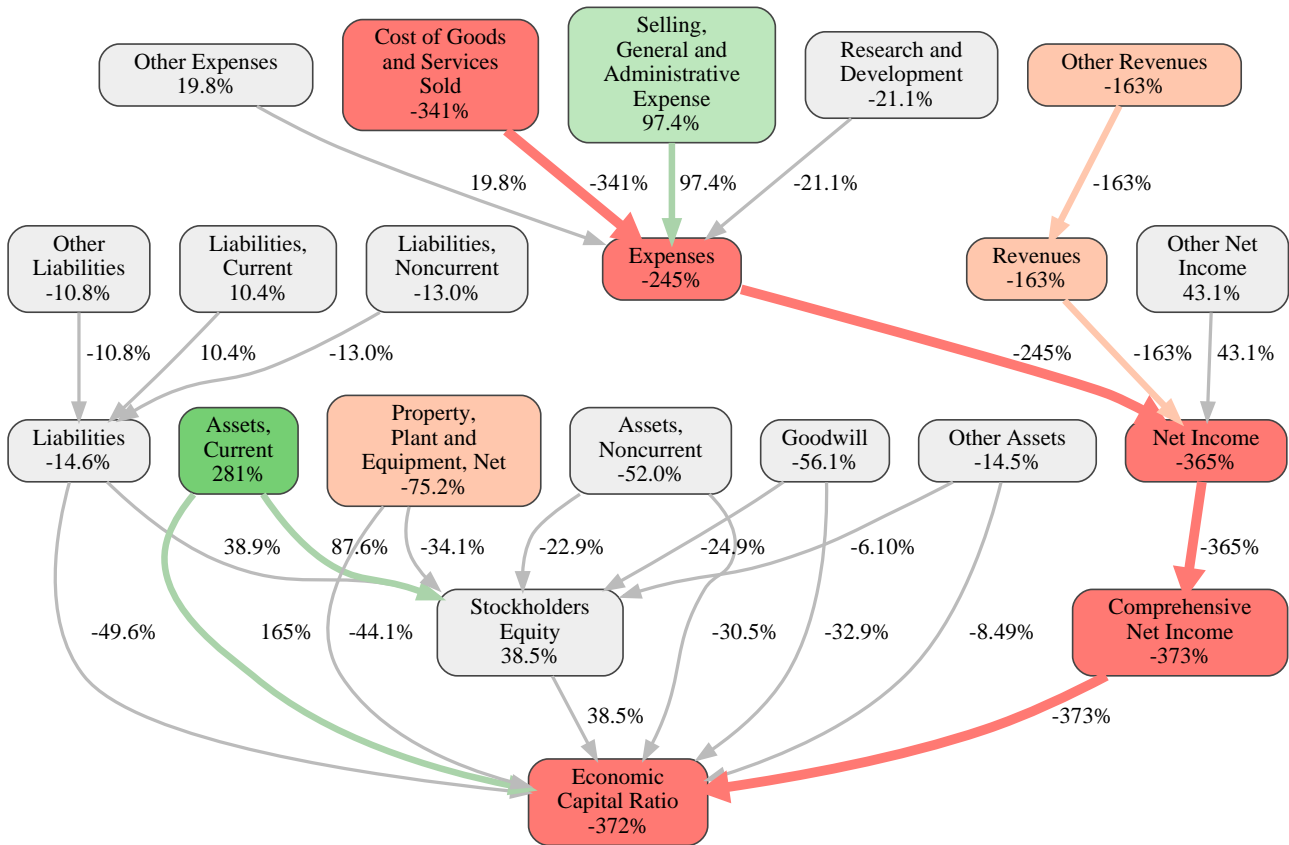 Other Expenses
19.8%
Cost of Goods
and Services
Sold
-341%
Selling,
General and
Administrative
Expense
97.4%
Research and
Development
-21.1%
Other Revenues
-163%
19.8%
-341%
97.4%
-21.1%
-163%
Other
Liabilities
-10.8%
Liabilities,
Current
10.4%
Liabilities,
Noncurrent
-13.0%
Expenses
-245%
Revenues
-163%
Other Net
Income
43.1%
-10.8%
10.4%
-13.0%
-245%
-163%
43.1%
Liabilities
-14.6%
Assets,
Current
281%
Property,
Plant and
Equipment, Net
-75.2%
Assets,
Noncurrent
-52.0%
Goodwill
-56.1%
Other Assets
-14.5%
Net Income
-365%
38.9%
87.6%
-34.1%
-22.9%
-24.9%
-6.10%
-365%
Stockholders
Equity
38.5%
Comprehensive
Net Income
-373%
-49.6%
165%
-44.1%
-30.5%
-32.9%
-8.49%
38.5%
-373%
Economic
Capital Ratio
-372%